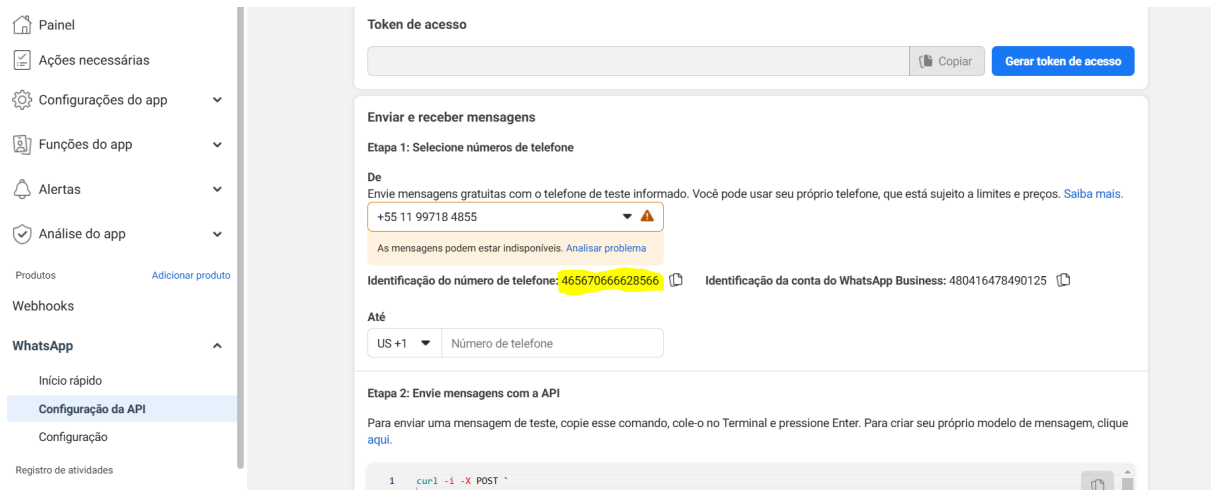 Painel
Ações necessárias
Configurações do app
Funções do app
Alertas
Análise do app
Produtos Adicionar produto
Webhooks
WhatsApp
Início rápido
Configuração da API
Configuração
Registro de atividades
Token de acesso
Copiar Gerar token de acesso
Enviar e receber mensagens
Etapa 1: Selecione números de telefone
De
Envie mensagens gratuitas com o telefone de teste informado. Você pode usar seu próprio telefone, que está sujeito a limites e preços. Saiba mais.
+55 11 99718 4855
As mensagens podem estar indisponíveis. Analisar problema
Identificação do número de telefone: 465670666628566 Identificação da conta do WhatsApp Business: 480416478490125
Até
US +1 Número de telefone
Etapa 2: Envie mensagens com a API
Para enviar uma mensagem de teste, copie esse comando, cole-o no Terminal e pressione Enter. Para criar seu próprio modelo de mensagem, clique
aqui.
1 curl -i -X POST `